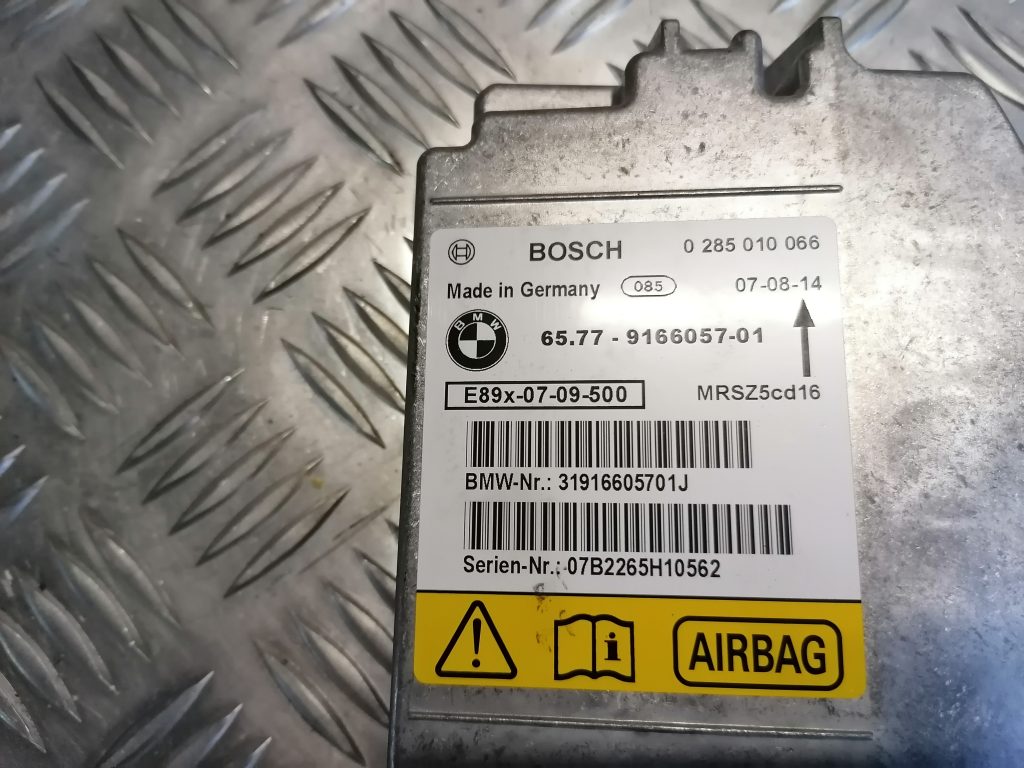 BOSCH 0 285 010 066
Made in Germany 085 07-08-14
BMW 65.77 - 9166057-01
E89x-07-09-500 MRSZ5cd16
BMW-Nr.: 31916605701J
Serien-Nr.: 07B2265H10562
AIRBAG